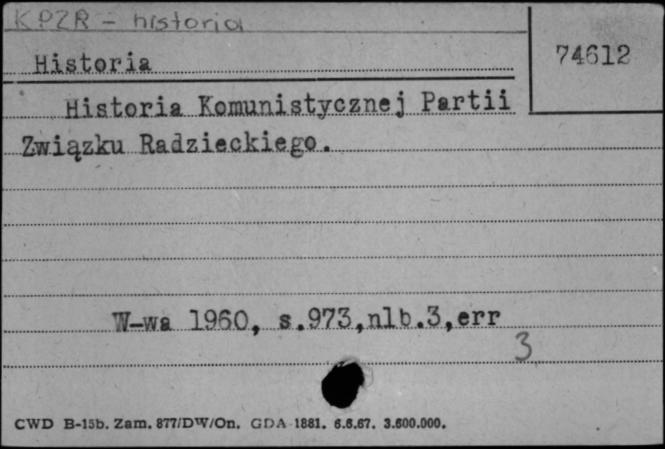 KPZR - historia
Historia
74612
Historia Komunistycznej Partii
Związku Radzieckiego.
W-wa 1960, s.973,nlb.3,err
3
CWD B-15b. Zam. 877/DW/On. GDA 1881. 6.6.67. 3.600.000.